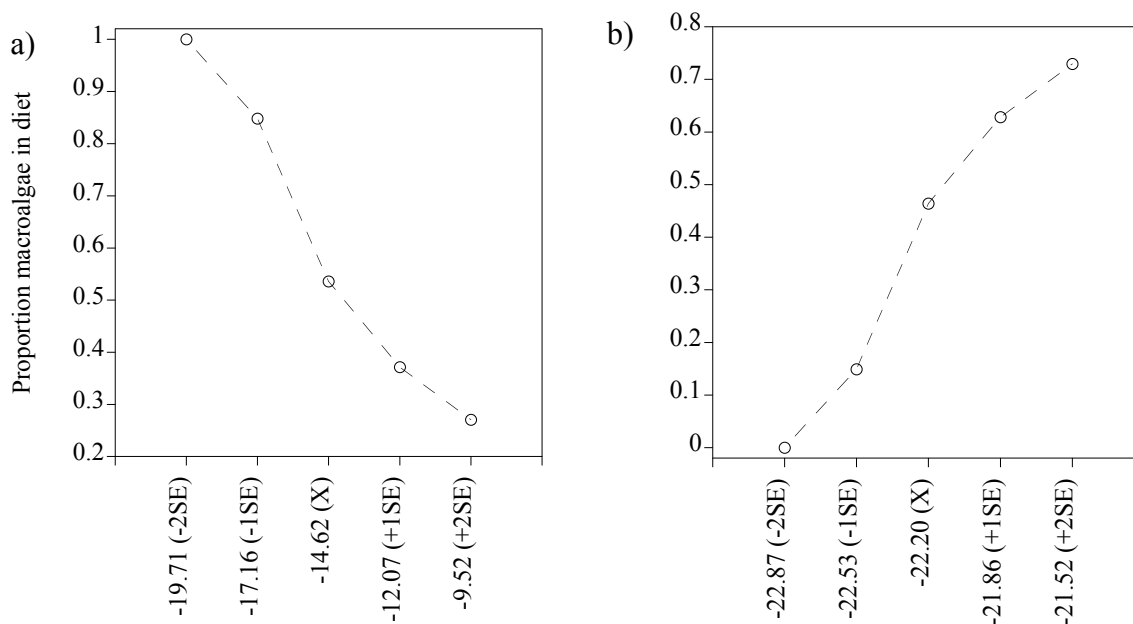 a)
Proportion macroalgae in diet
1
0.9
0.8
0.7
0.6
0.5
0.4
0.3
0.2
-19.71 (-2SE)
-17.16 (-1SE)
-14.62 (X)
-12.07 (+1SE)
-9.52 (+2SE)
b)
0.8
0.7
0.6
0.5
0.4
0.3
0.2
0.1
0
-22.87 (-2SE)
-22.53 (-1SE)
-22.20 (X)
-21.86 (+1SE)
-21.52 (+2SE)